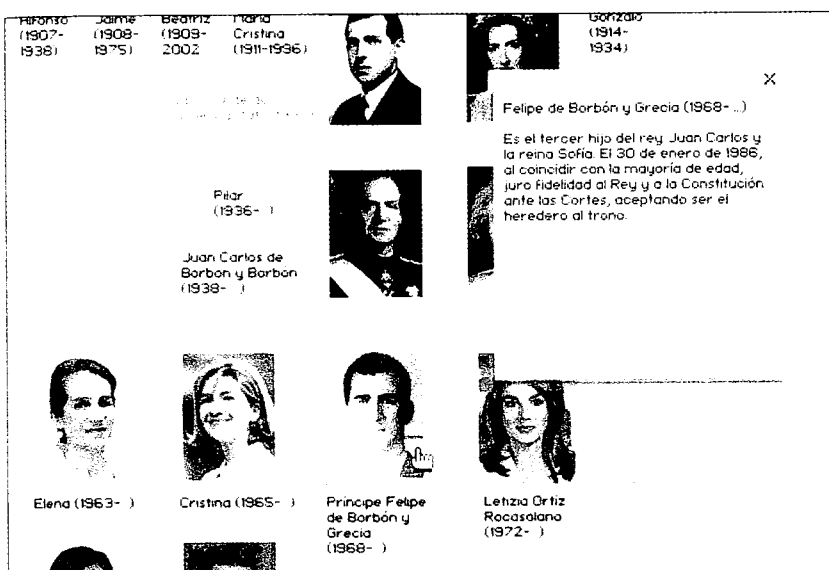 Alfonso
(1907-
1938)
Jaime
(1908-
1975)
Beatriz
(1909-
2002
María
Cristina
(1911-1996)
Gonzalo
(1914-
1934)
X
Felipe de Borbón y Grecia (1968- ...)
Es el tercer hijo del rey Juan Carlos y
la reina Sofía. El 30 de enero de 1986,
al coincidir con la mayoría de edad,
juro fidelidad al Rey y a la Constitución
ante las Cortes, aceptando ser el
heredero al trono.
Pilar
(1936- )
Juan Carlos de
Borbon y Borbón
(1938- )
Elena (1963- )
Cristina (1965- )
Príncipe Felipe
de Borbón y
Grecia
(1968- )
Letizia Ortiz
Rocasolano
(1972- )